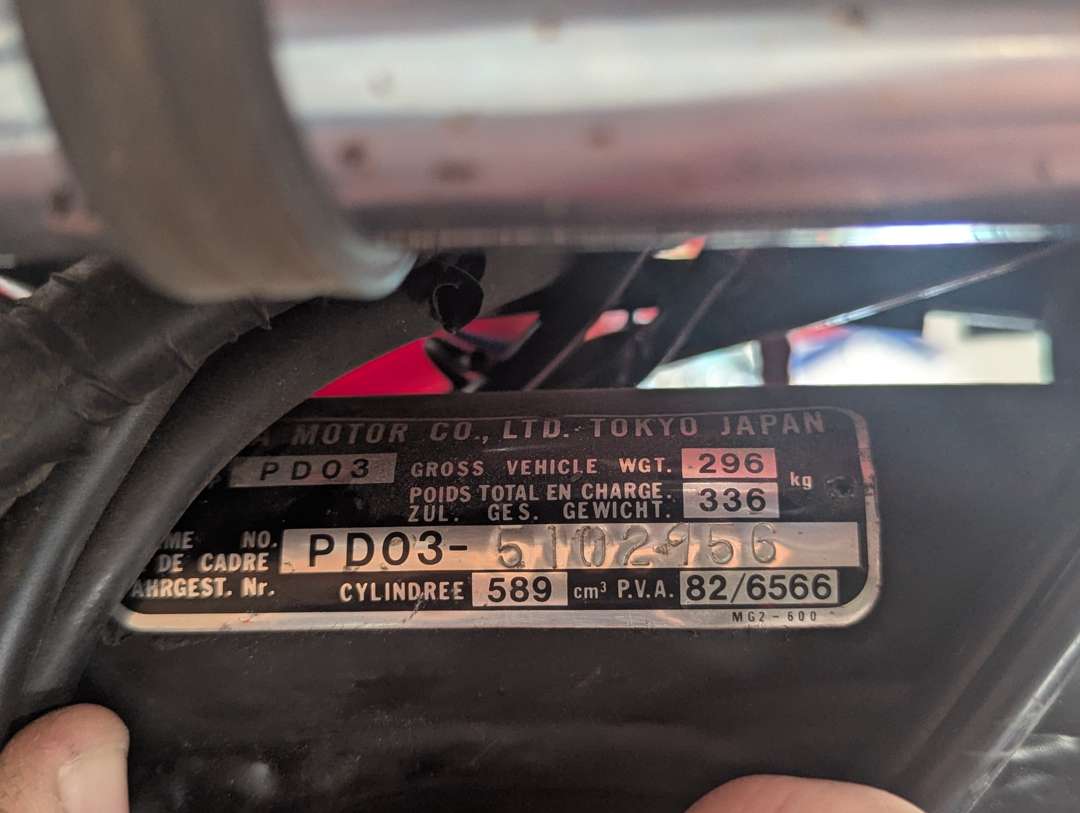 A MOTOR CO., LTD. TOKYO JAPAN
PD03 GROSS VEHICLE WGT. 296 kg
POIDS TOTAL EN CHARGE. 336
ZUL. GES. GEWICHT.
ME NO. PD03-
DE CADRE
AHRGEST. Nr. CYLINDREE 589 cm³ P.V.A. 82/6566
MG2-600